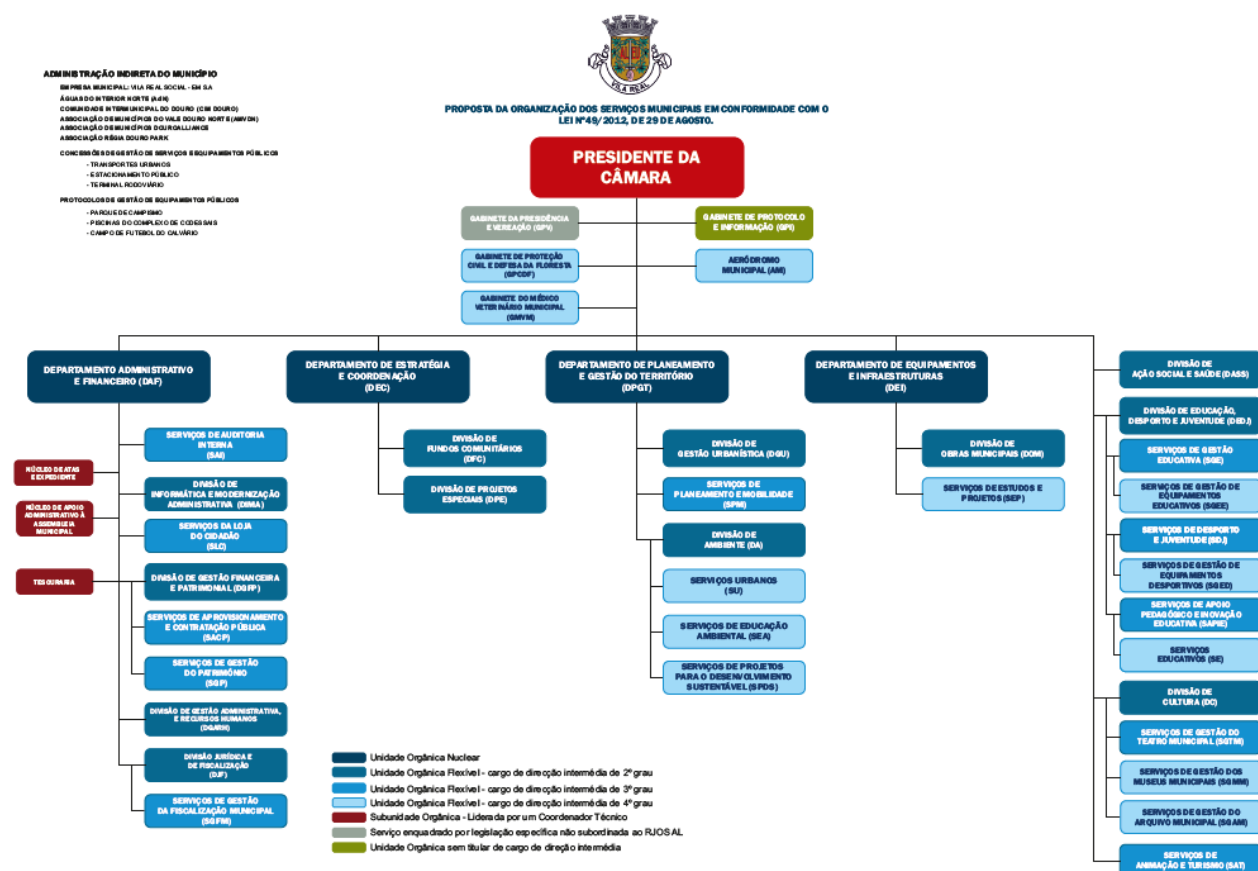 VILA REAL
PROPOSTA DA ORGANIZAÇÃO DOS SERVIÇOS MUNICIPAIS EM CONFORMIDADE COM O
LEI Nº49/2012, DE 29 DE AGOSTO.
ADMINISTRAÇÃO INDIRETA DO MUNICÍPIO
EMPRESA MUNICIPAL: VILA REAL SOCIAL - EM S.A
ÁGUAS DO INTERIOR NORTE (AdIN)
COMUNIDADE INTERMUNICIPAL DO DOURO (CIM DOURO)
ASSOCIAÇÃO DE MUNICÍPIOS DO VALE DOURO NORTE (AMVDN)
ASSOCIAÇÃO DE MUNICÍPIOS DOUROALLIANCE
ASSOCIAÇÃO RÉGIA DOURO PARK
CONCESSÕES DE GESTÃO DE SERVIÇOS E EQUIPAMENTOS PÚBLICOS
- TRANSPORTES URBANOS
- ESTACIONAMENTO PÚBLICO
- TERMINAL RODOVIÁRIO
PROTOCOLOS DE GESTÃO DE EQUIPAMENTOS PÚBLICOS
- PARQUE DE CAMPISMO
- PISCINAS DO COMPLEXO DE CODESSAIS
- CAMPO DE FUTEBOL DO CALVÁRIO
PRESIDENTE DA
CÂMARA
GABINETE DA PRESIDÊNCIA
E VEREAÇÃO (GPV)
GABINETE DE PROTOCOLO
E INFORMAÇÃO (GPI)
GABINETE DE PROTEÇÃO
CIVIL E DEFESA DA FLORESTA
(GPCDF)
AERÓDROMO
MUNICIPAL (AM)
GABINETE DO MÉDICO
VETERINÁRIO MUNICIPAL
(GMVM)
DEPARTAMENTO ADMINISTRATIVO
E FINANCEIRO (DAF)
SERVIÇOS DE AUDITORIA
INTERNA
(SAI)
NÚCLEO DE ATAS
E EXPEDIENTE
DIVISÃO DE
INFORMÁTICA E MODERNIZAÇÃO
ADMINISTRATIVA (DIMA)
NÚCLEO DE APOIO
ADMINISTRATIVO À
ASSEMBLEIA
MUNICIPAL
SERVIÇOS DA LOJA
DO CIDADÃO
(SLC)
TESOURARIA
DIVISÃO DE GESTÃO FINANCEIRA
E PATRIMONIAL (DGFP)
SERVIÇOS DE APROVISIONAMENTO
E CONTRATAÇÃO PÚBLICA
(SACP)
SERVIÇOS DE GESTÃO
DO PATRIMÓNIO
(SGP)
DIVISÃO DE GESTÃO ADMINISTRATIVA,
E RECURSOS HUMANOS
(DGARH)
DIVISÃO JURÍDICA E
DE FISCALIZAÇÃO
(DJF)
SERVIÇOS DE GESTÃO
DA FISCALIZAÇÃO MUNICIPAL
(SGFM)
DEPARTAMENTO DE ESTRATÉGIA
E COORDENAÇÃO
(DEC)
DIVISÃO DE
FUNDOS COMUNITÁRIOS
(DFC)
DIVISÃO DE PROJETOS
ESPECIAIS (DPE)
DEPARTAMENTO DE PLANEAMENTO
E GESTÃO DO TERRITÓRIO
(DPGT)
DIVISÃO DE
GESTÃO URBANÍSTICA (DGU)
SERVIÇOS DE
PLANEAMENTO E MOBILIDADE
(SPM)
DIVISÃO DE
AMBIENTE (DA)
SERVIÇOS URBANOS
(SU)
SERVIÇOS DE EDUCAÇÃO
AMBIENTAL (SEA)
SERVIÇOS DE PROJETOS
PARA O DESENVOLVIMENTO
SUSTENTÁVEL (SPDS)
DEPARTAMENTO DE EQUIPAMENTOS
E INFRAESTRUTURAS
(DEI)
DIVISÃO DE
OBRAS MUNICIPAIS (DOM)
SERVIÇOS DE ESTUDOS E
PROJETOS (SEP)
DIVISÃO DE
AÇÃO SOCIAL E SAÚDE (DASS)
DIVISÃO DE EDUCAÇÃO,
DESPORTO E JUVENTUDE (DEDJ)
SERVIÇOS DE GESTÃO
EDUCATIVA (SGE)
SERVIÇOS DE GESTÃO DE
EQUIPAMENTOS
EDUCATIVOS (SGEE)
SERVIÇOS DE DESPORTO
E JUVENTUDE (SDJ)
SERVIÇOS DE GESTÃO DE
EQUIPAMENTOS
DESPORTIVOS (SGED)
SERVIÇOS DE APOIO
PEDAGÓGICO E INOVAÇÃO
EDUCATIVA (SAPIE)
SERVIÇOS
EDUCATIVOS (SE)
DIVISÃO DE
CULTURA (DC)
SERVIÇOS DE GESTÃO DO
TEATRO MUNICIPAL (SGTM)
SERVIÇOS DE GESTÃO DOS
MUSEUS MUNICIPAIS (SGMM)
SERVIÇOS DE GESTÃO DO
ARQUIVO MUNICIPAL (SGAM)
SERVIÇOS DE
ANIMAÇÃO E TURISMO (SAT)
Unidade Orgânica Nuclear
Unidade Orgânica Flexível - cargo de direcção intermédia de 2º grau
Unidade Orgânica Flexível - cargo de direcção intermédia de 3º grau
Unidade Orgânica Flexível - cargo de direcção intermédia de 4º grau
Subunidade Orgânica - Liderada por um Coordenador Técnico
Serviço enquadrado por legislação específica não subordinada ao RJOSAL
Unidade Orgânica sem titular de cargo de direção intermédia